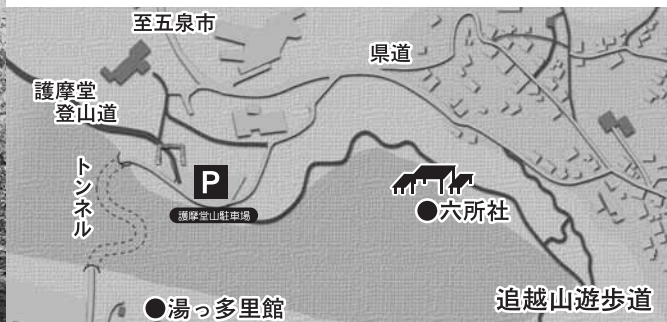 至五泉市
県道
護摩堂
登山道
トンネル
P
護摩堂山駐車場
●六所社
追越山遊歩道
●湯っ多里館